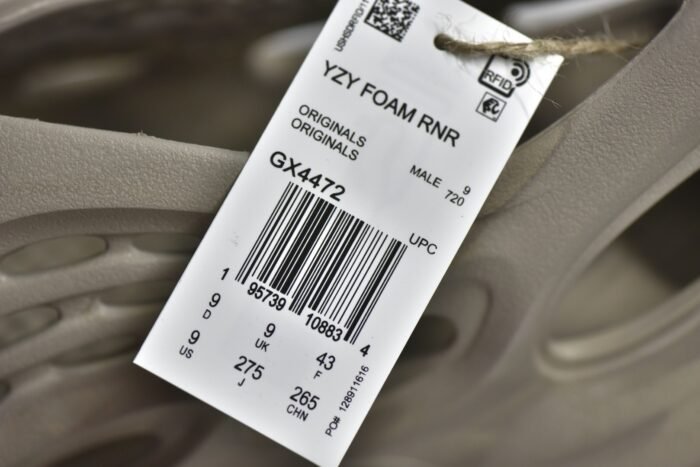 YZY FOAM RNR
RFID
ORIGINALS
ORIGINALS
MALE 9
720
GX4472
UPC
1 95739 10883 4
9 D
9 UK
43 F
9 US
275 J
265 CHN
PO# 128911616